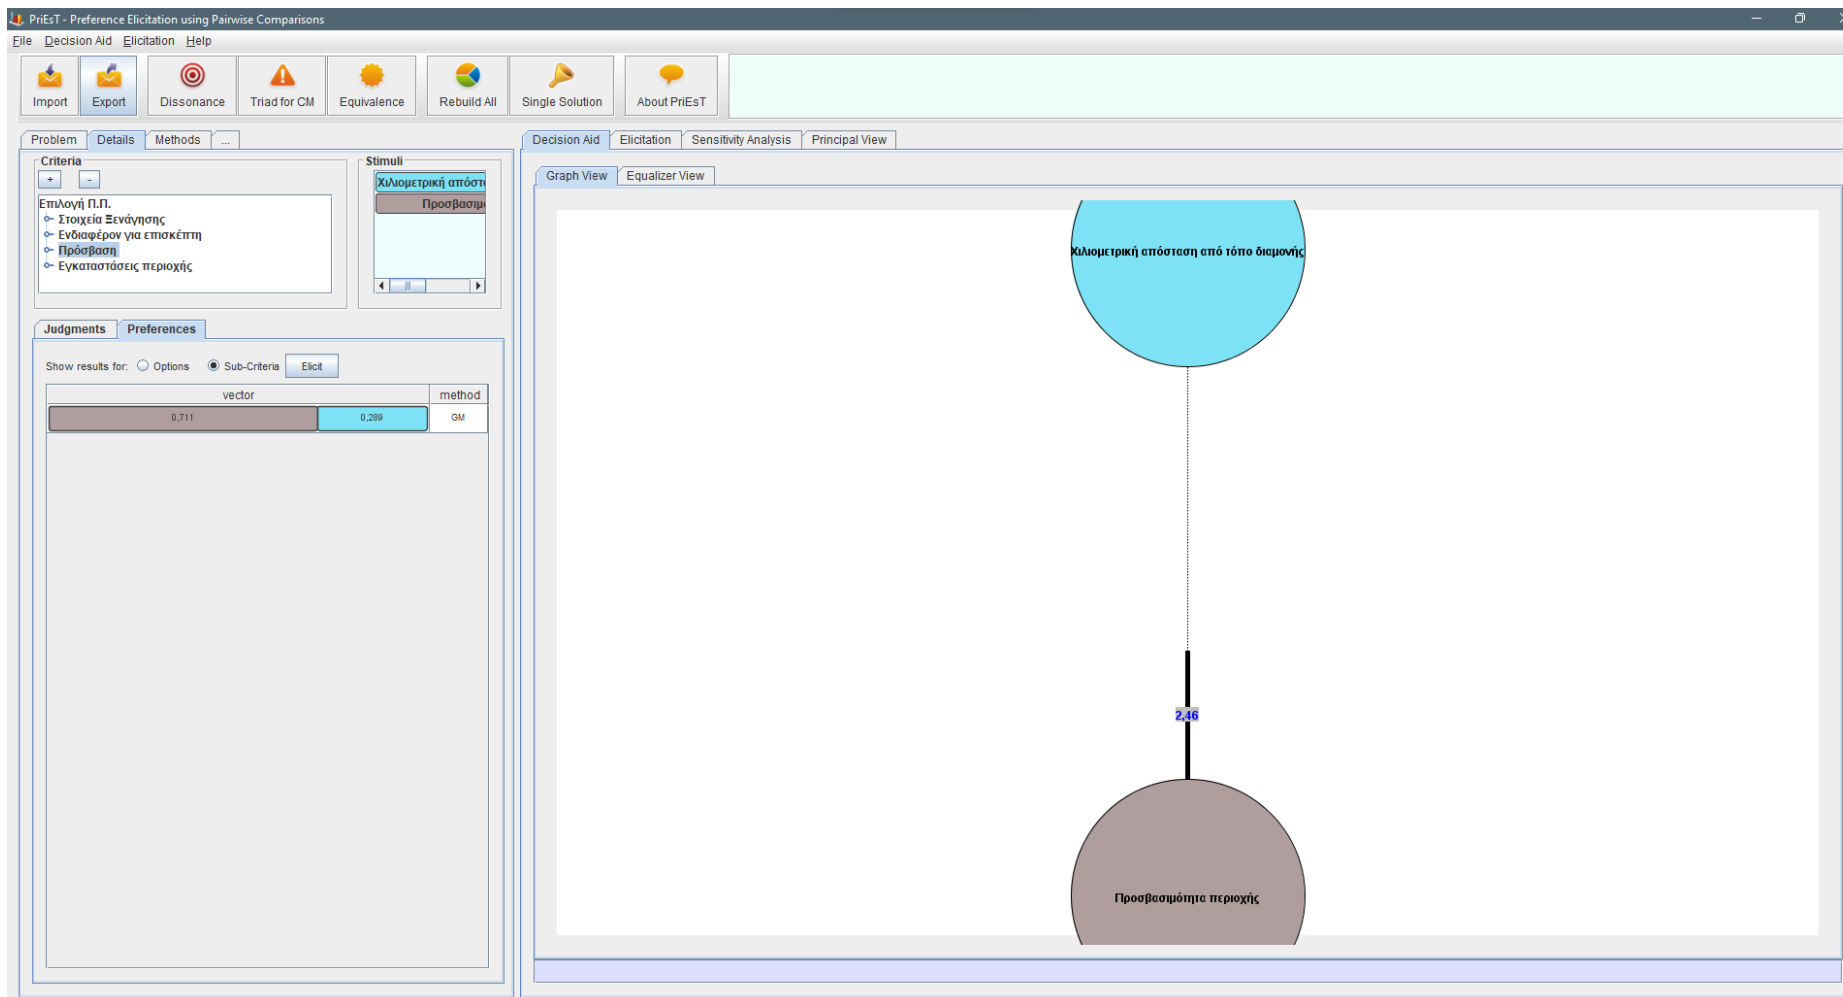 PriEsT - Preference Elicitation using Pairwise Comparisons
File Decision Aid Elicitation Help
Import Export Dissonance Triad for CM Equivalence Rebuild All Single Solution About PriEsT
Problem Details Methods ...
Decision Aid Elicitation Sensitivity Analysis Principal View
Criteria
+ -
Επιλογή Π.Π.
Στοιχεία Ξενάγησης
Ενδιαφέρον για επισκέπτη
Πρόσβαση
Εγκαταστάσεις περιοχής
Stimuli
Χιλιομετρική απόστ
Προσβασιμ
Judgments Preferences
Show results for: Options Sub-Criteria Elicit
vector method
0,711 0,289 GM
Graph View Equalizer View
Χιλιομετρική απόσταση από τόπο διαμονής
2,46
Προσβασιμότητα περιοχής